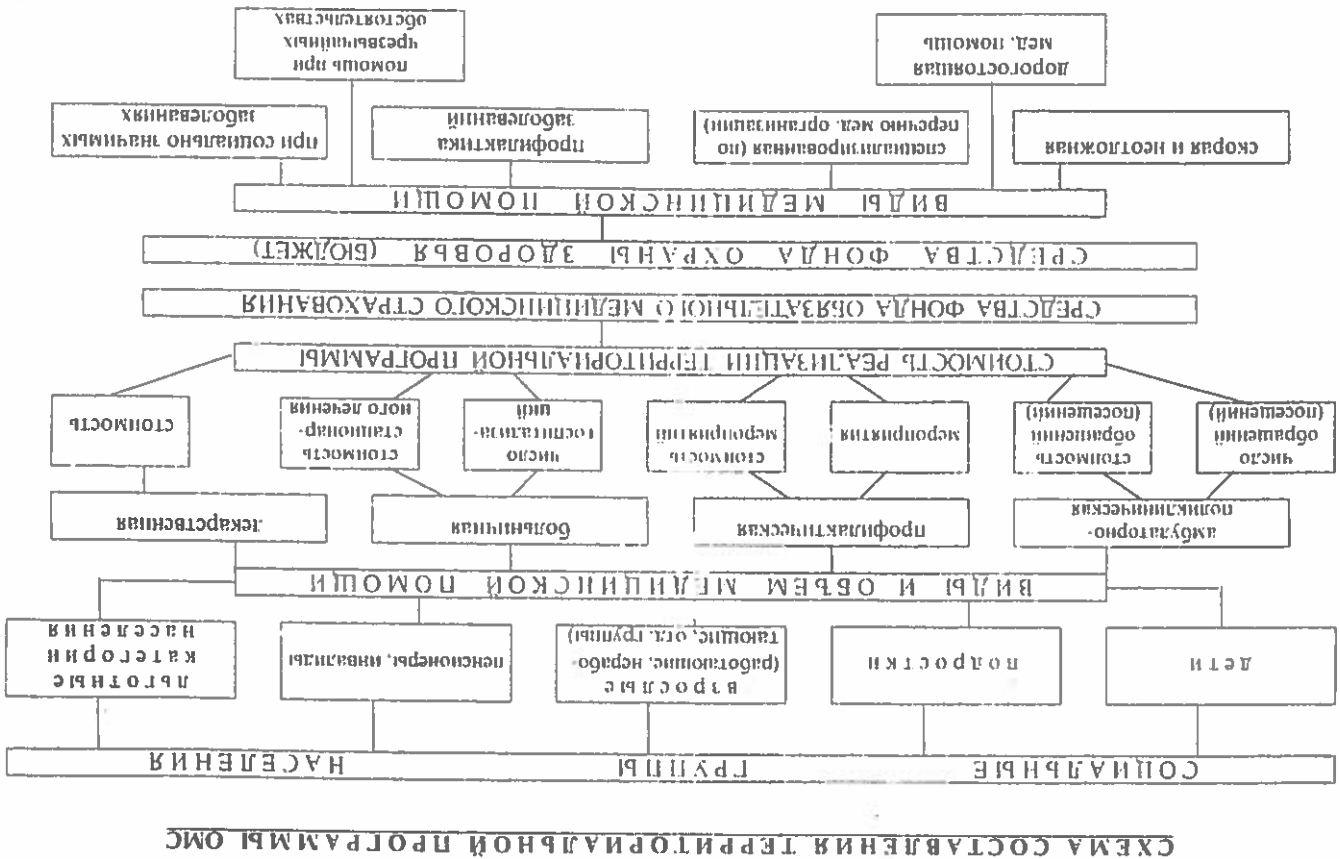 СХЕМА СОСТАВЛЕНИЯ ТЕРРИТОРИАЛЬНОЙ ПРОГРАММЫ ОМС
СОЦИАЛЬНЫЕ ГРУППЫ НАСЕЛЕНИЯ
дети
подростки
взрослые
(работающие, нерабо-
тающие, отд. группы)
пенсионеры, инвалиды
льготные
категории
населения
ВИДЫ И ОБЪЕМ МЕДИЦИНСКОЙ ПОМОЩИ
амбулаторно-
поликлиническая
профилактическая
больничная
лекарственная
число
обращений
(посещений)
стоимость
обращений
(посещений)
мероприятия
стоимость
мероприятий
число
госпитализа-
ций
стоимость
стационар-
ного лечения
стоимость
СТОИМОСТЬ РЕАЛИЗАЦИИ ТЕРРИТОРИАЛЬНОЙ ПРОГРАММЫ
СРЕДСТВА ФОНДА ОБЯЗАТЕЛЬНОГО МЕДИЦИНСКОГО СТРАХОВАНИЯ
СРЕДСТВА ФОНДА ОХРАНЫ ЗДОРОВЬЯ (БЮДЖЕТ)
ВИДЫ МЕДИЦИНСКОЙ ПОМОЩИ
скорая и неотложная
специализированная (по
перечню мед. организации)
профилактика
заболеваний
при социально значимых
заболеваниях
дорогостоящая
мед. помощь
помощь при
чрезвычайных
обстоятельствах